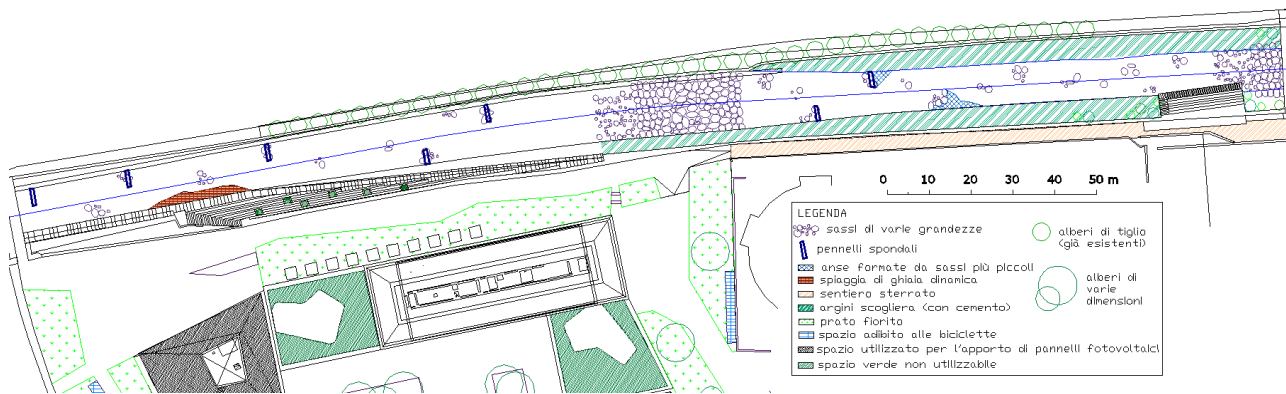 0 10 20 30 40 50 m
LEGENDA
sassi di varie grandezze
pennelli spondali
anse formate da sassi più piccoli
spiaggia di ghiaia dinamica
sentiero sterrato
argini scogliera (con cemento)
prato fiorito
spazio adibito alle biciclette
spazio utilizzato per l'apporto di pannelli fotovoltaici
spazio verde non utilizzabile
alberi di tiglio
(già esistenti)
alberi di
varie
dimensioni